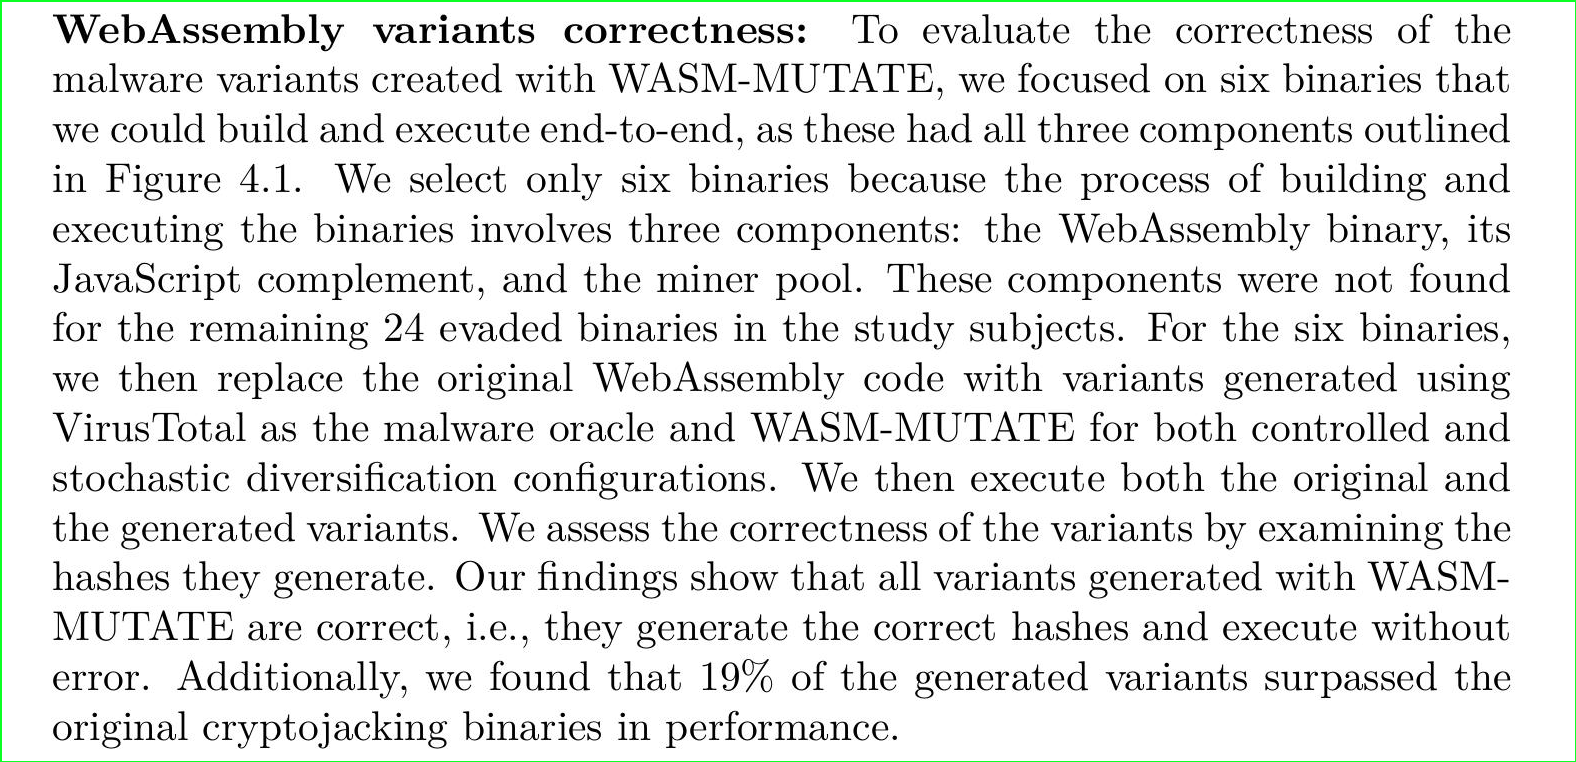 WebAssembly variants correctness: To evaluate the correctness of the
malware variants created with WASM-MUTATE, we focused on six binaries that
we could build and execute end-to-end, as these had all three components outlined
in Figure 4.1. We select only six binaries because the process of building and
executing the binaries involves three components: the WebAssembly binary, its
JavaScript complement, and the miner pool. These components were not found
for the remaining 24 evaded binaries in the study subjects. For the six binaries,
we then replace the original WebAssembly code with variants generated using
VirusTotal as the malware oracle and WASM-MUTATE for both controlled and
stochastic diversification configurations. We then execute both the original and
the generated variants. We assess the correctness of the variants by examining the
hashes they generate. Our findings show that all variants generated with WASM-
MUTATE are correct, i.e., they generate the correct hashes and execute without
error. Additionally, we found that 19% of the generated variants surpassed the
original cryptojacking binaries in performance.